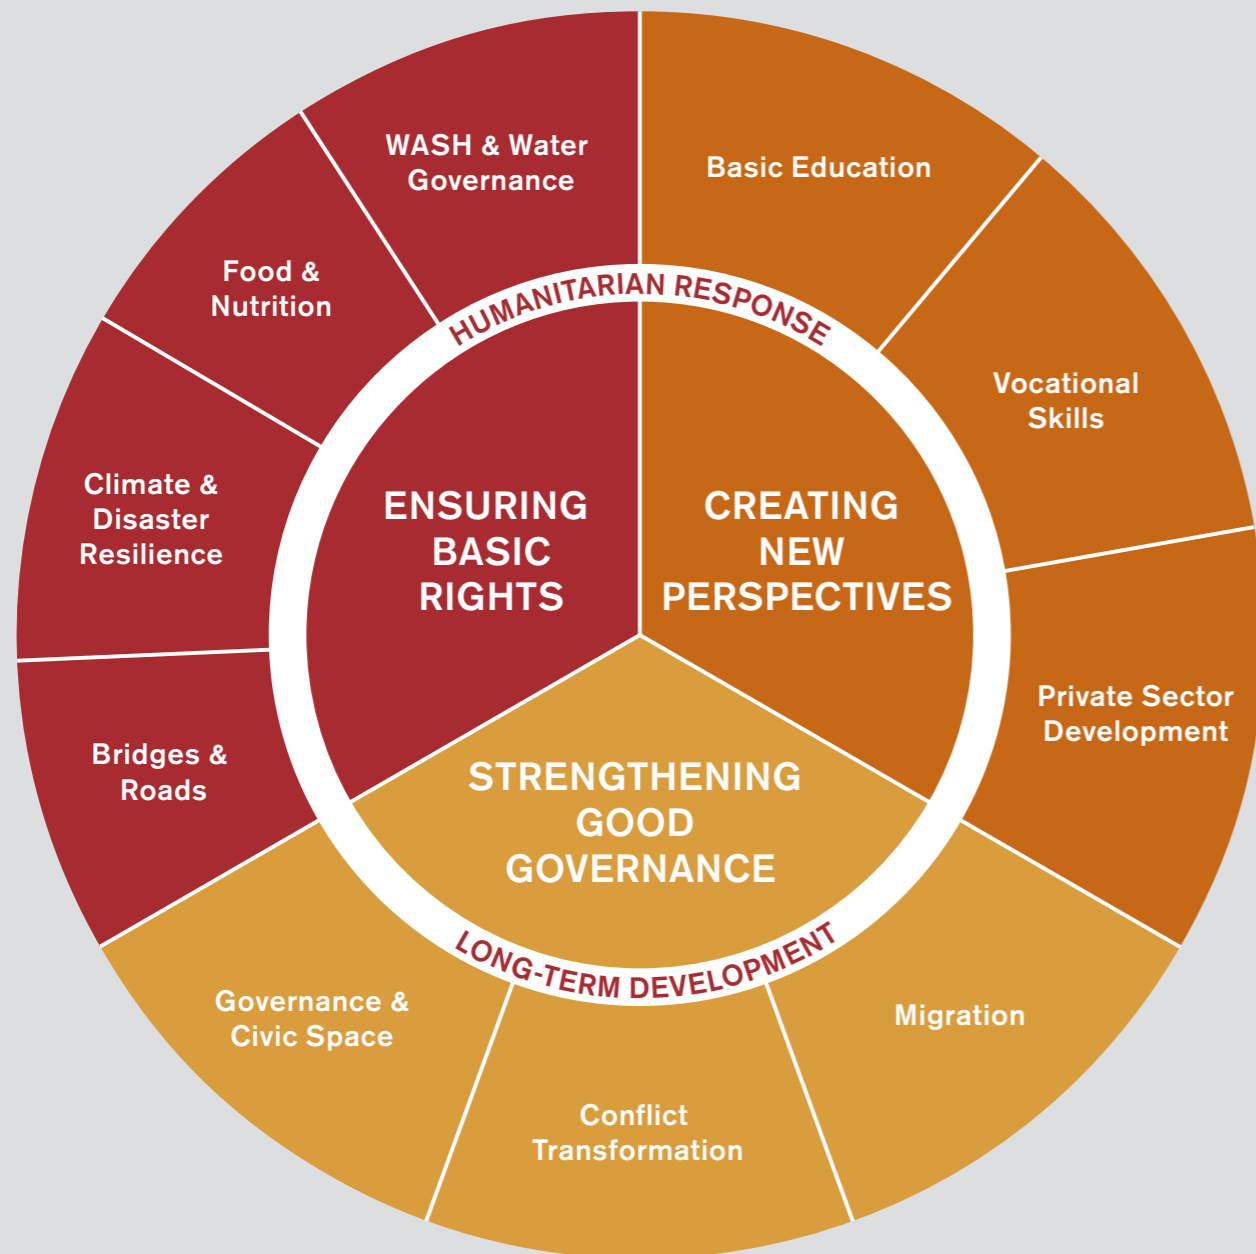 WASH & Water
Governance
Basic Education
Food &
Nutrition
HUMANITARIAN RESPONSE
Vocational
Skills
Climate &
Disaster
Resilience
ENSURING
BASIC
RIGHTS
CREATING
NEW
PERSPECTIVES
Private Sector
Development
Bridges &
Roads
STRENGTHENING
GOOD
GOVERNANCE
LONG-TERM DEVELOPMENT
Governance &
Civic Space
Migration
Conflict
Transformation